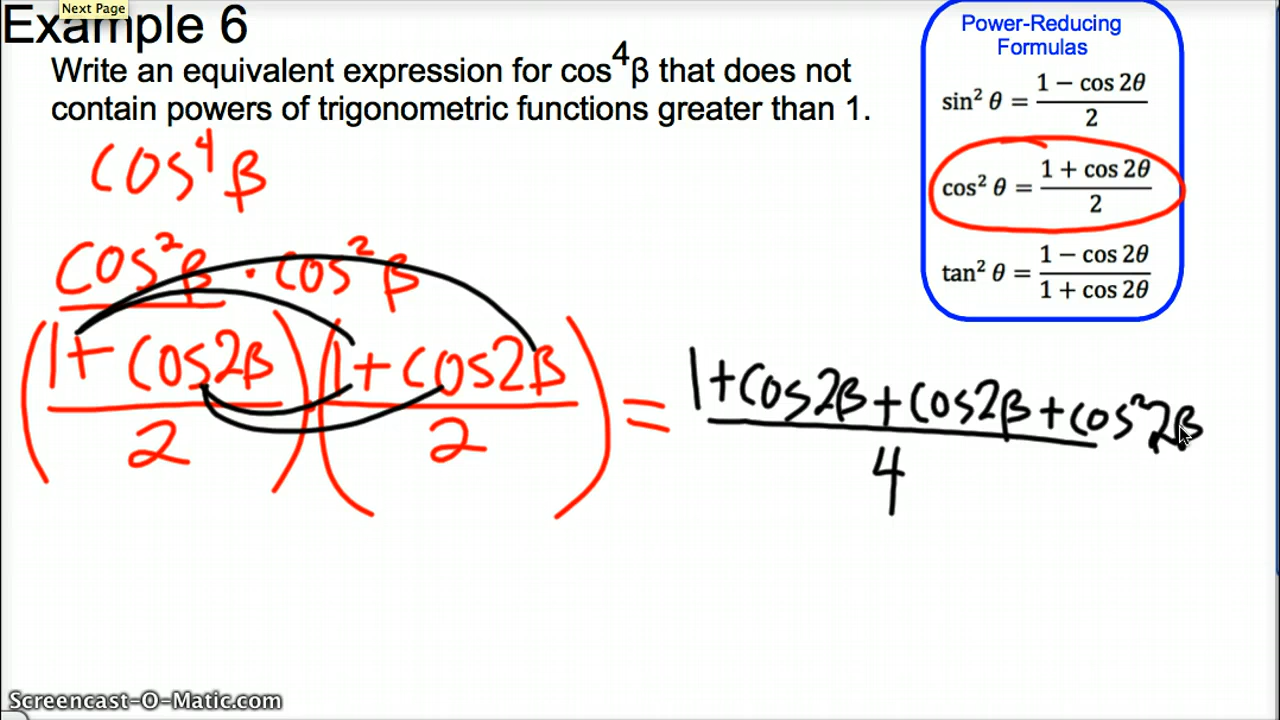 Next Page
Example 6
Write an equivalent expression for cos⁴β that does not
contain powers of trigonometric functions greater than 1.
Power-Reducing
Formulas
sin² θ = (1 − cos 2θ)/2
cos² θ = (1 + cos 2θ)/2
tan² θ = (1 − cos 2θ)/(1 + cos 2θ)
cos⁴ β
cos²β · cos²β
((1 + cos2β)/2)((1 + cos2β)/2) = (1+cos2β+cos2β+cos²2β)/4
Screencast-O-Matic.com